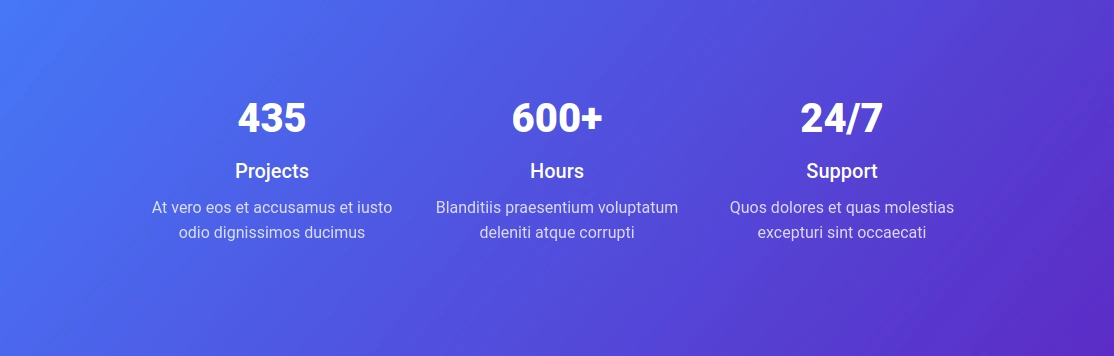 435
Projects
At vero eos et accusamus et iusto
odio dignissimos ducimus
600+
Hours
Blanditiis praesentium voluptatum
deleniti atque corrupti
24/7
Support
Quos dolores et quas molestias
excepturi sint occaecati